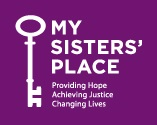 MY
SISTERS'
PLACE
Providing Hope
Achieving Justice
Changing Lives